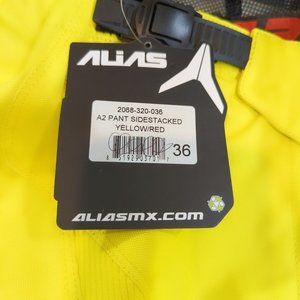 ALIAS
2068-320-036
A2 PANT SIDESTACKED
YELLOW/RED
36
ALIASMX.COM